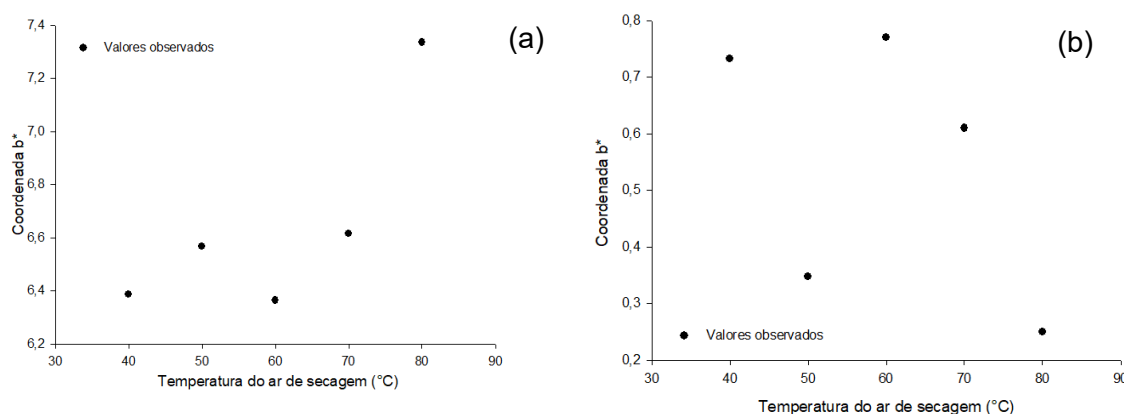 (a)
Valores observados
7,4
7,2
7,0
6,8
6,6
6,4
6,2
Coordenada b*
30 40 50 60 70 80 90
Temperatura do ar de secagem (°C)
(b)
0,8
0,7
0,6
0,5
0,4
0,3
0,2
Coordenada b*
Valores observados
30 40 50 60 70 80 90
Temperatura do ar de secagem (°C)